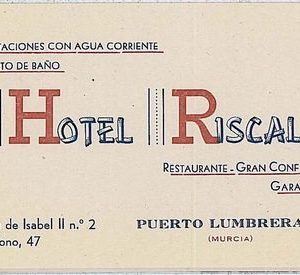 TACIONES CON AGUA CORRIENTE
TO DE BAÑO
HOTEL RISCAL
RESTAURANTE - GRAN CONF
GARA
de Isabel II n.º 2
ono, 47
PUERTO LUMBRERA
(MURCIA)